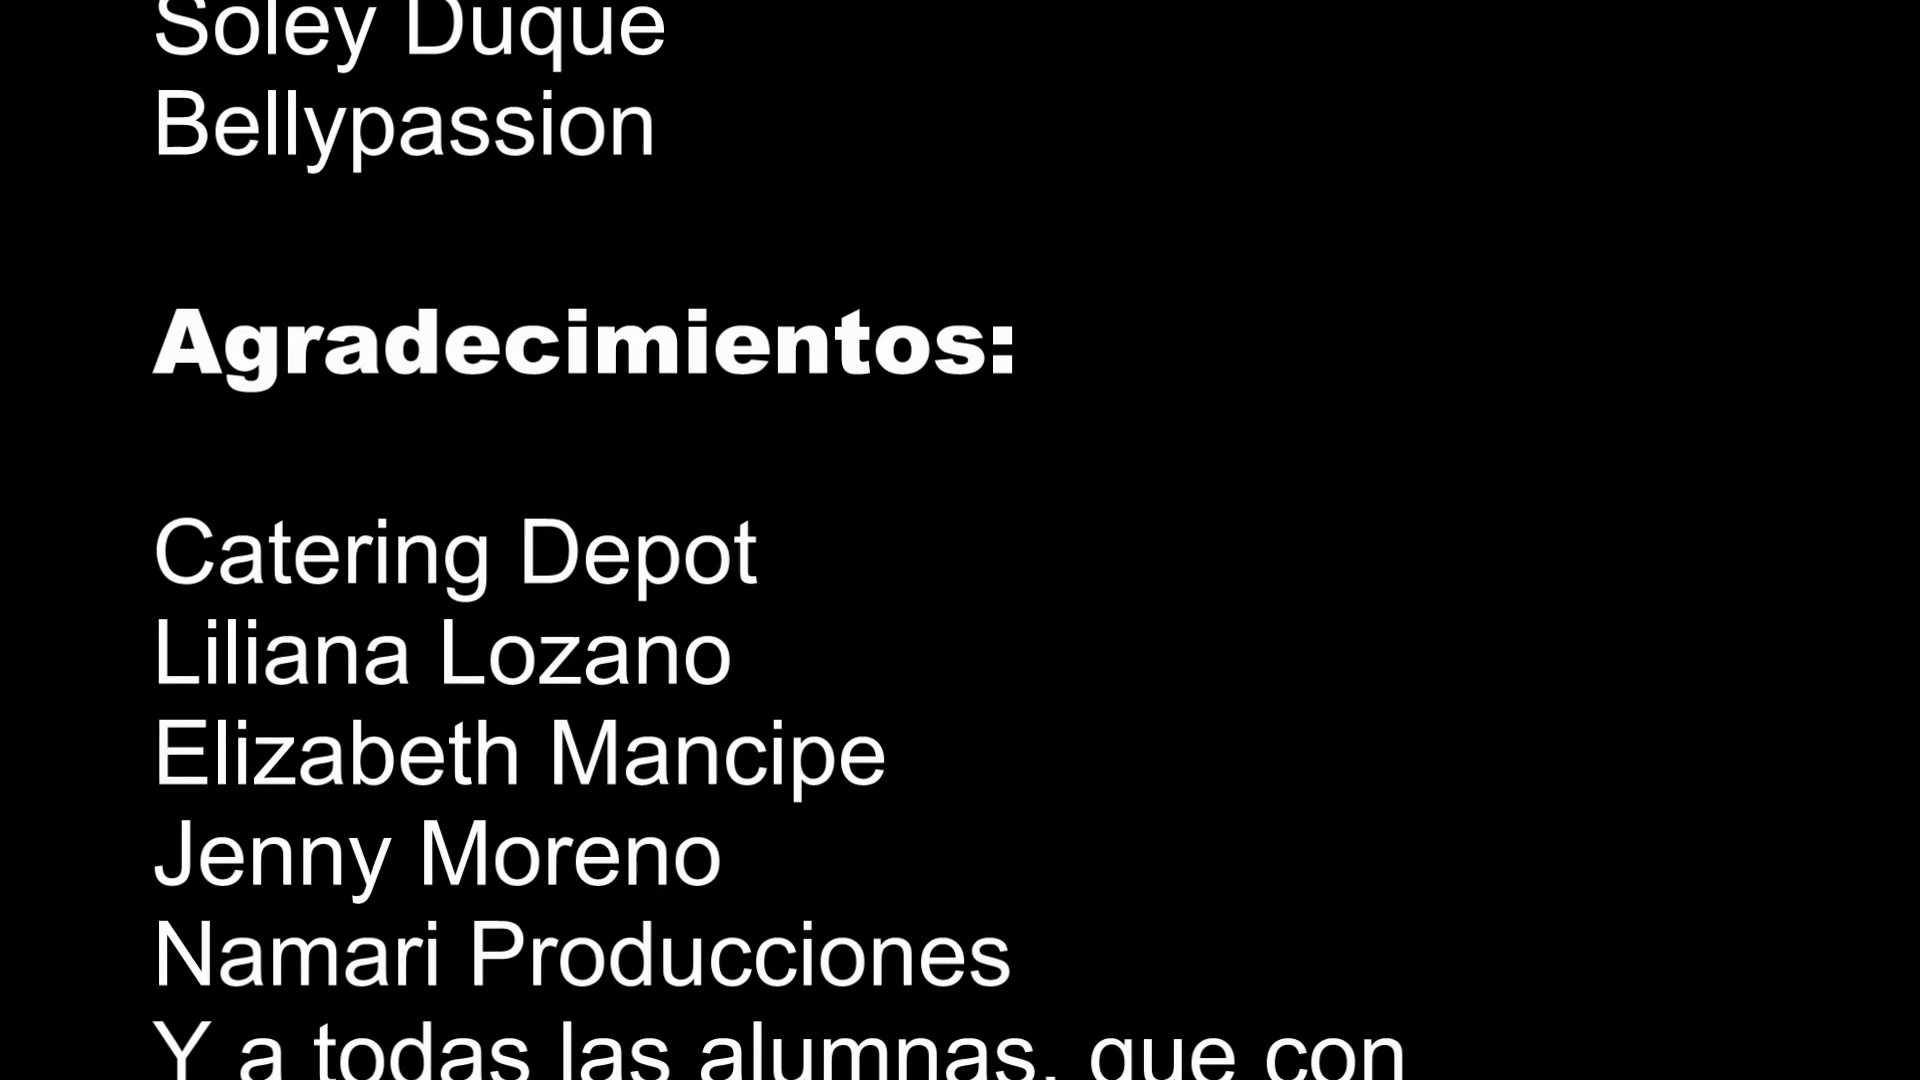 Soley Duque
Bellypassion
Agradecimientos:
Catering Depot
Liliana Lozano
Elizabeth Mancipe
Jenny Moreno
Namari Producciones
Y a todas las alumnas, que con